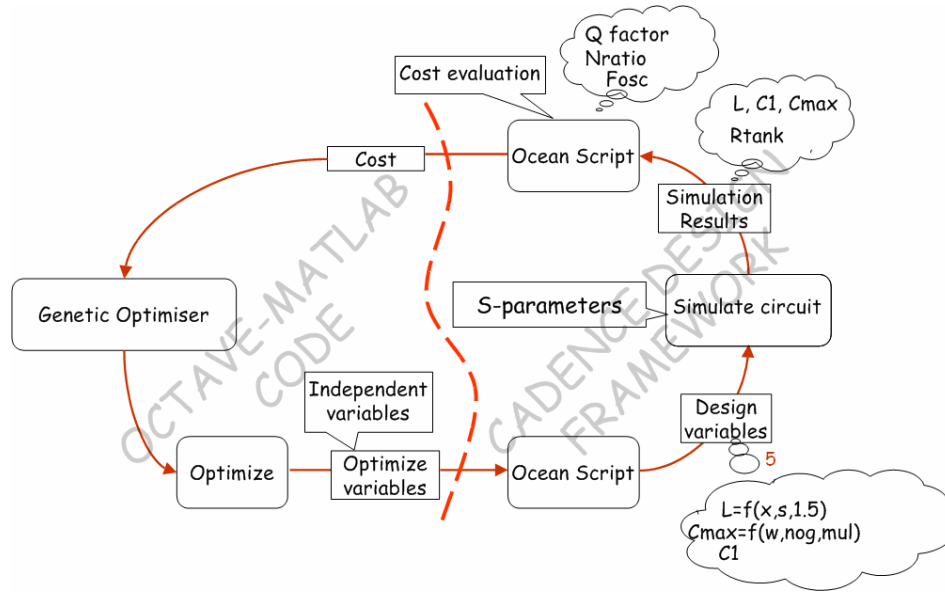 Q factor
Nratio
Fosc
Cost evaluation
L, C1, Cmax
Rtank
Ocean Script
Cost
Simulation
Results
OCTAVE-MATLAB
CODE
CADENCE DESIGN
FRAMEWORK
Genetic Optimiser
S-parameters
Simulate circuit
Independent
variables
Design
variables
Optimize
Optimize
variables
Ocean Script
5
L=f(x,s,1.5)
Cmax=f(w,nog,mul)
C1